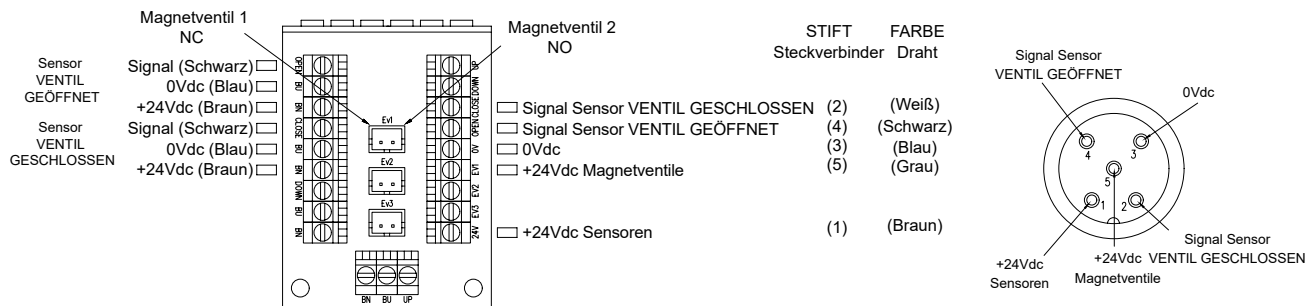 Magnetventil 1
NC
Magnetventil 2
NO
STIFT
Steckverbinder
FARBE
Draht
Sensor
VENTIL
GEÖFFNET
Signal (Schwarz)
0Vdc (Blau)
+24Vdc (Braun)
Sensor
VENTIL
GESCHLOSSEN
Signal (Schwarz)
0Vdc (Blau)
+24Vdc (Braun)
OPEN
BU
BN
CLOSE
BU
BN
DOWN
BU
BN
Ev1
Ev2
Ev3
UP
DOWN
CLOSE
OPEN
0V
EV1
EV2
EV3
24V
BN BU UP
Signal Sensor VENTIL GESCHLOSSEN (2) (Weiß)
Signal Sensor VENTIL GEÖFFNET (4) (Schwarz)
0Vdc (3) (Blau)
+24Vdc Magnetventile (5) (Grau)
+24Vdc Sensoren (1) (Braun)
Signal Sensor
VENTIL GEÖFFNET
0Vdc
4
3
5
1
2
+24Vdc
Sensoren
+24Vdc
Magnetventile
Signal Sensor
VENTIL GESCHLOSSEN